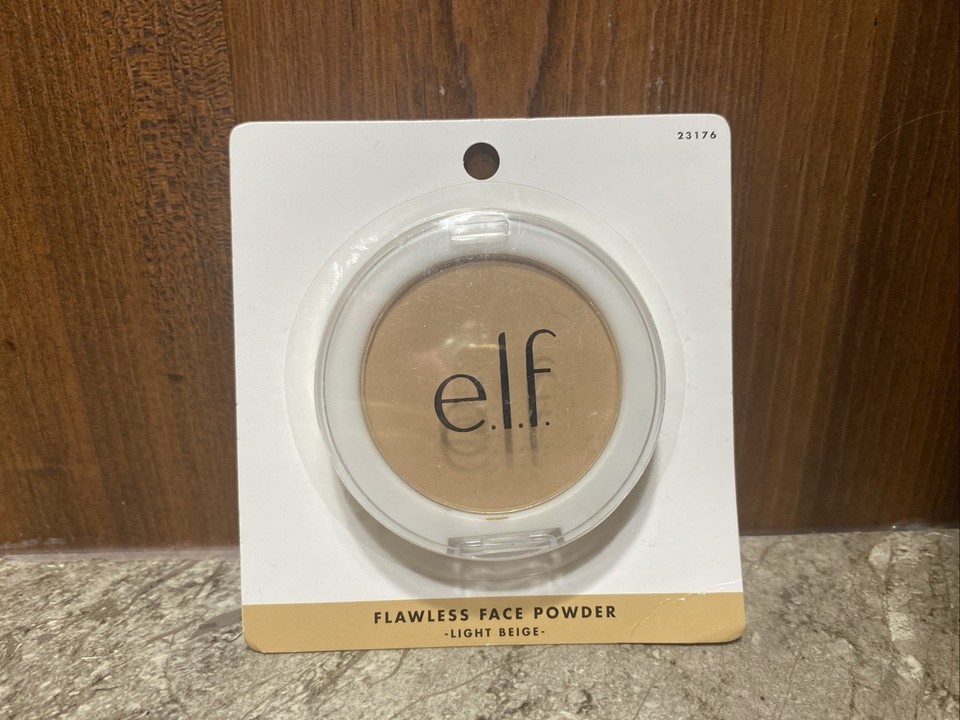 23176
e.l.f.
FLAWLESS FACE POWDER
-LIGHT BEIGE-